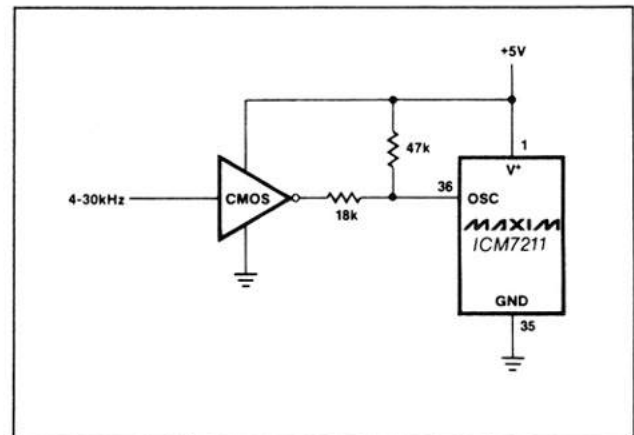 +5V
47k
1
V+
4-30kHz
CMOS
18k
36
OSC
MAXIM
ICM7211
GND
35